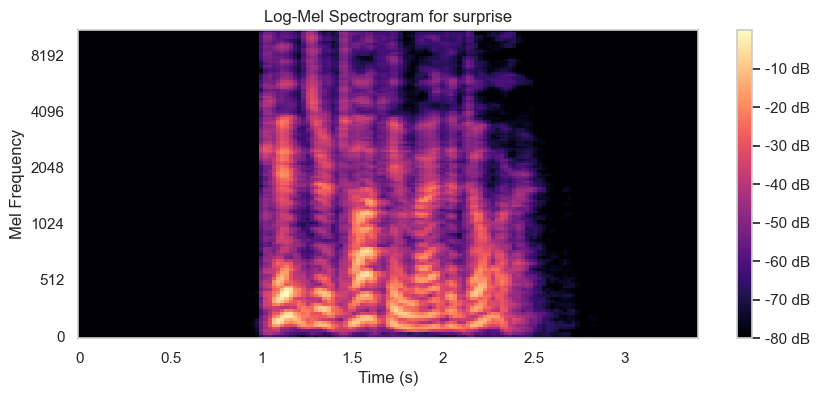 Log-Mel Spectrogram for surprise
Mel Frequency
8192
4096
2048
1024
512
0
0
0.5
1
1.5
2
2.5
3
Time (s)
-10 dB
-20 dB
-30 dB
-40 dB
-50 dB
-60 dB
-70 dB
-80 dB